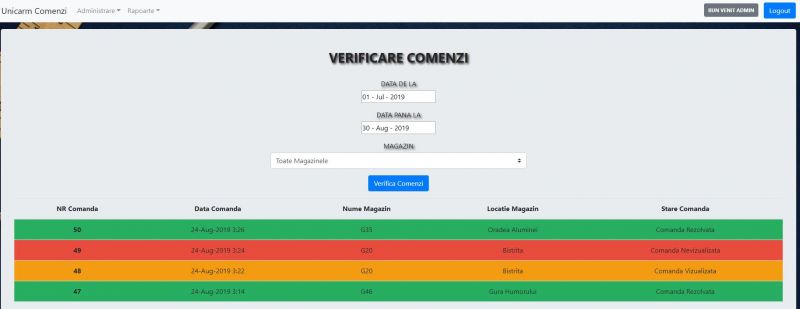 Unicarm Comenzi Administrare Rapoarte BUN VENIT ADMIN Logout
VERIFICARE COMENZI
DATA DE LA
01 - Jul - 2019
DATA PANA LA
30 - Aug - 2019
MAGAZIN
Toate Magazinele
Verifica Comenzi
NR Comanda Data Comanda Nume Magazin Locatie Magazin Stare Comanda
50 24-Aug-2019 3:26 G35 Oradea Aluminei Comanda Rezolvata
49 24-Aug-2019 3:24 G20 Bistrita Comanda Nevizualizata
48 24-Aug-2019 3:22 G20 Bistrita Comanda Vizualizata
47 24-Aug-2019 3:14 G46 Gura Humorului Comanda Rezolvata